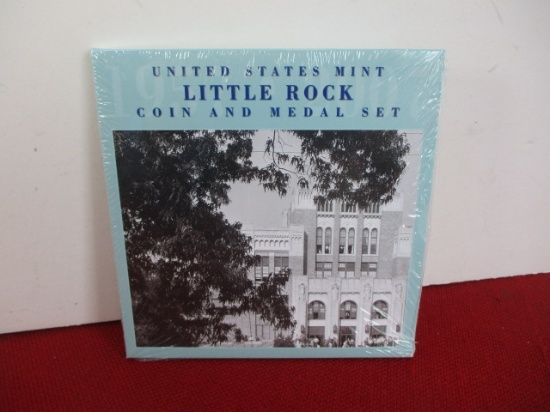 UNITED STATES MINT
LITTLE ROCK
COIN AND MEDAL SET